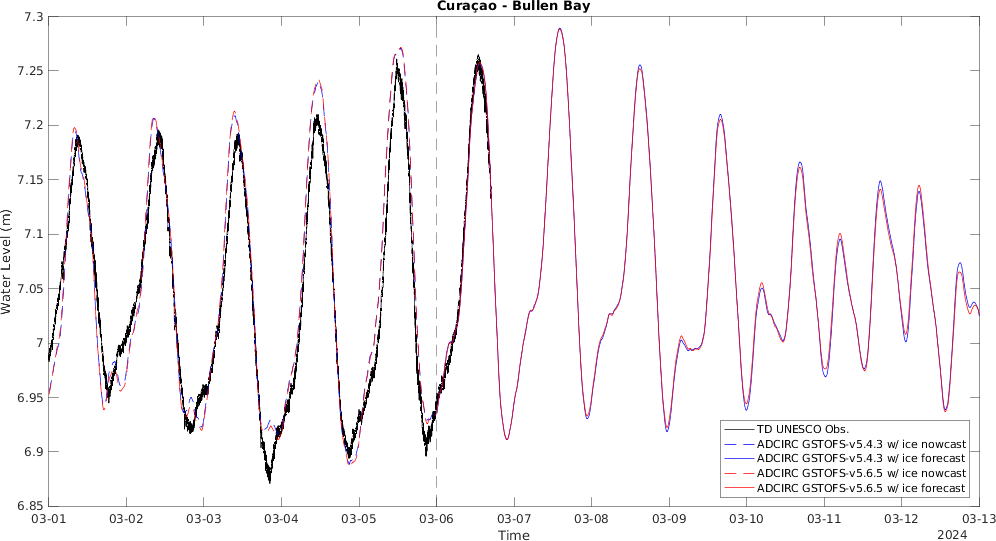 Curaçao - Bullen Bay
7.3
7.25
7.2
7.15
7.1
7.05
7
6.95
6.9
6.85
Water Level (m)
03-01 03-02 03-03 03-04 03-05 03-06 03-07 03-08 03-09 03-10 03-11 03-12 03-13
Time
2024
TD UNESCO Obs.
ADCIRC GSTOFS-v5.4.3 w/ ice nowcast
ADCIRC GSTOFS-v5.4.3 w/ ice forecast
ADCIRC GSTOFS-v5.6.5 w/ ice nowcast
ADCIRC GSTOFS-v5.6.5 w/ ice forecast